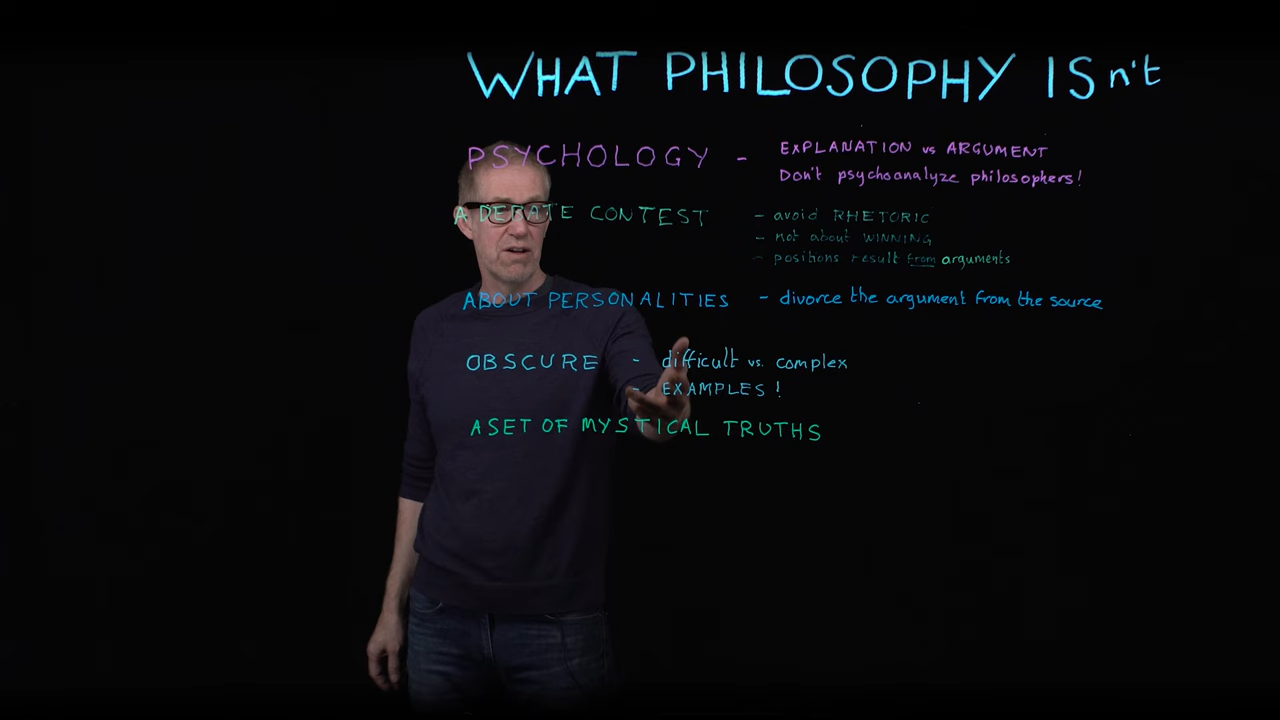 WHAT PHILOSOPHY ISn't
PSYCHOLOGY - EXPLANATION vs ARGUMENT
Don't psychoanalyze philosophers!
A DEBATE CONTEST - avoid RHETORIC
- not about WINNING
- positions result from arguments
ABOUT PERSONALITIES - divorce the argument from the source
OBSCURE - difficult vs. complex
- EXAMPLES!
A SET OF MYSTICAL TRUTHS